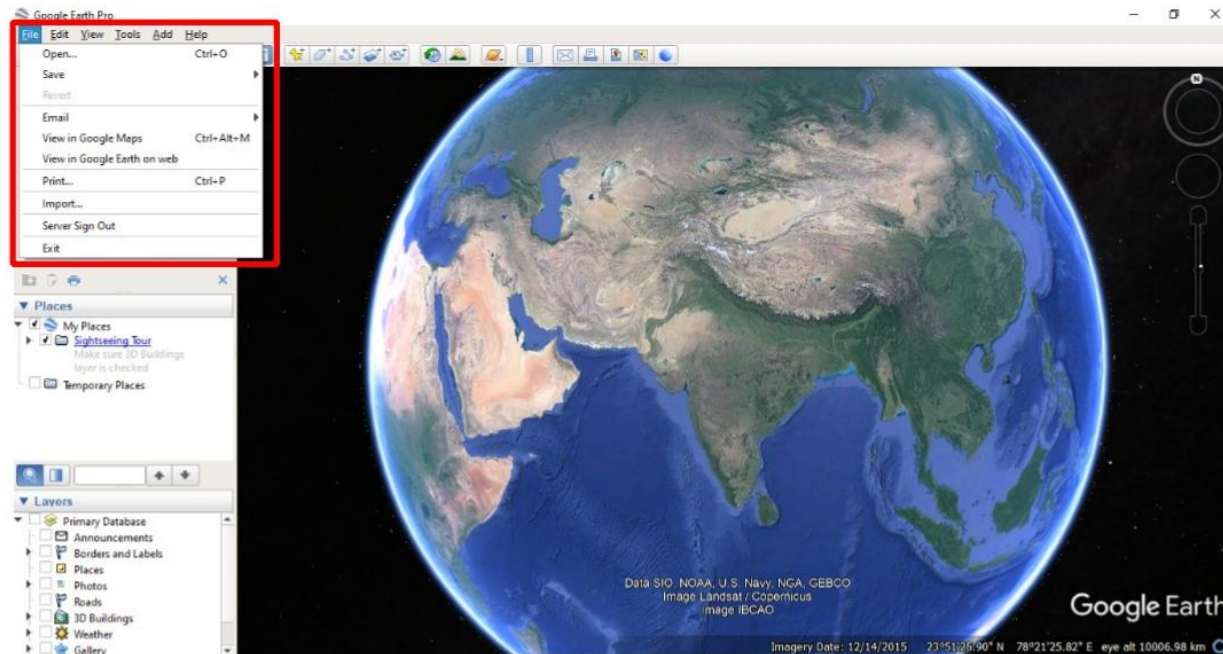 Google Earth Pro
File Edit View Tools Add Help
Open... Ctrl+O
Save
Revert
Email
View in Google Maps Ctrl+Alt+M
View in Google Earth on web
Print... Ctrl+P
Import...
Server Sign Out
Exit
Places
My Places
Sightseeing Tour
Make sure 3D Buildings
layer is checked
Temporary Places
Layers
Primary Database
Announcements
Borders and Labels
Places
Photos
Roads
3D Buildings
Weather
Gallery
N
Data SIO, NOAA, U.S. Navy, NGA, GEBCO
Image Landsat / Copernicus
Image IBCAO
Google Earth
Imagery Date: 12/14/2015 23°51'26.90" N 78°21'25.82" E eye alt 10006.98 km